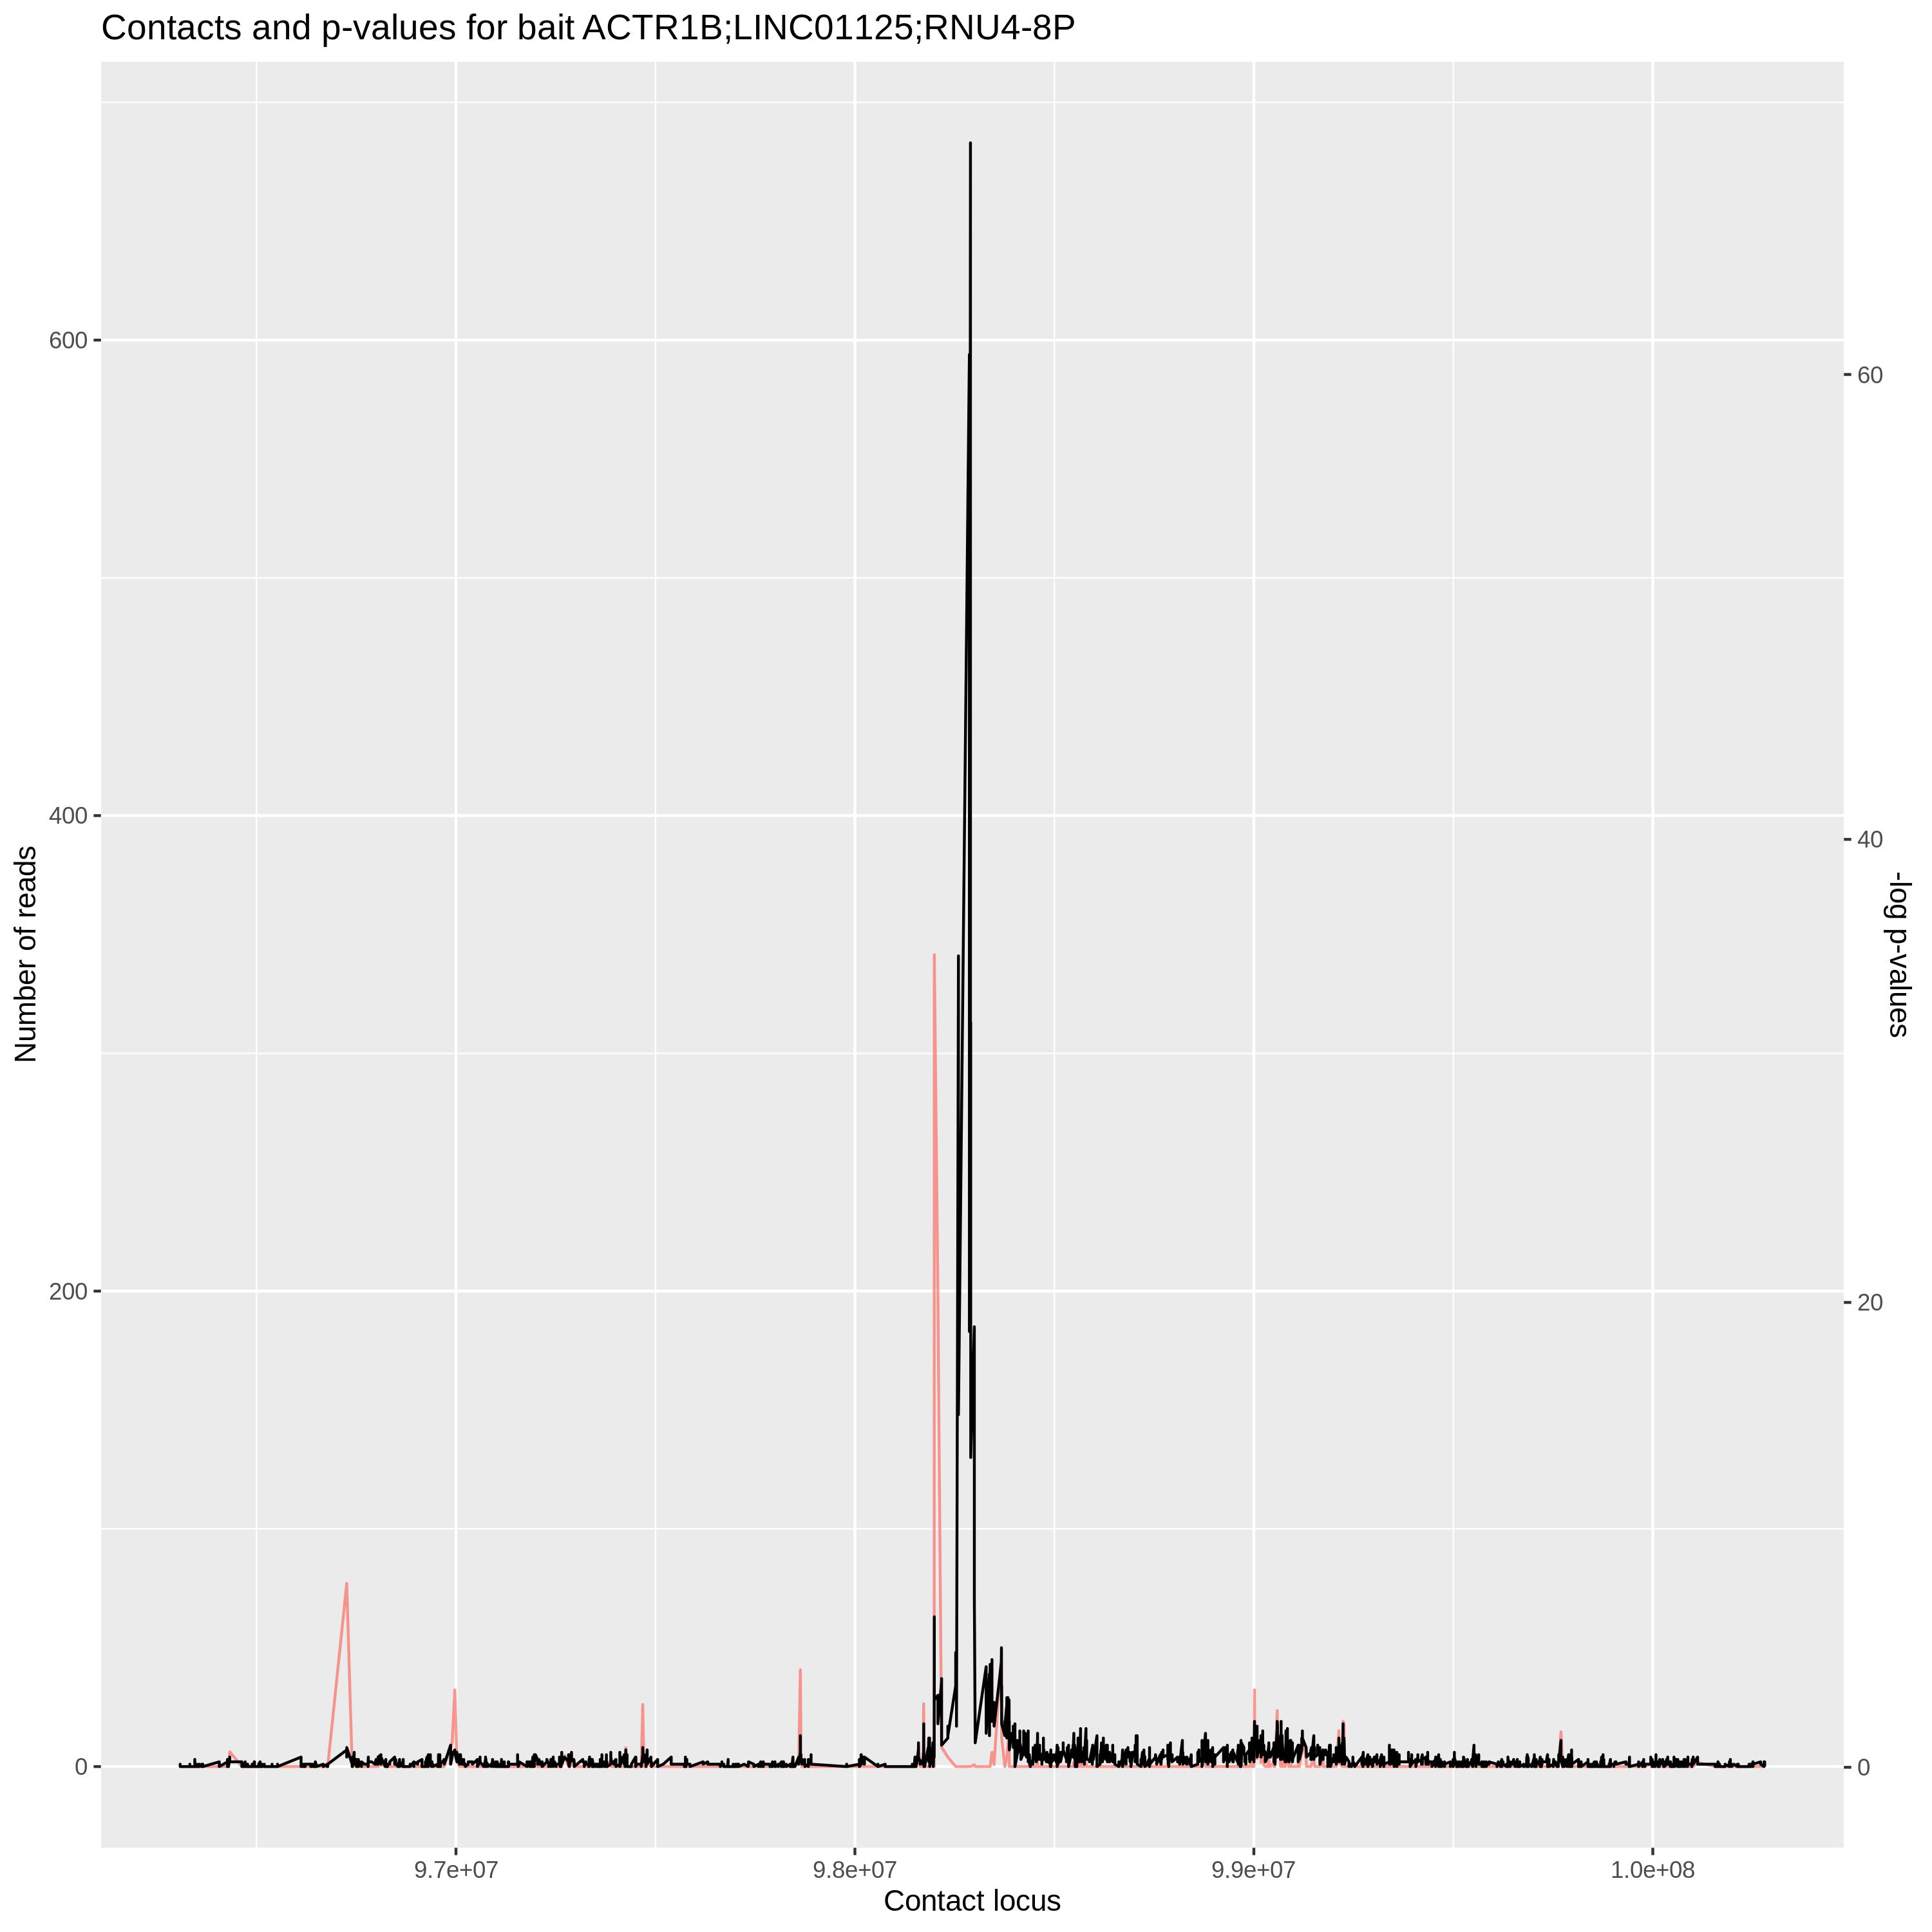 Contacts and p-values for bait ACTR1B;LINC01125;RNU4-8P
600
400
200
0
Number of reads
60
40
20
0
-log p-values
9.7e+07
9.8e+07
9.9e+07
1.0e+08
Contact locus